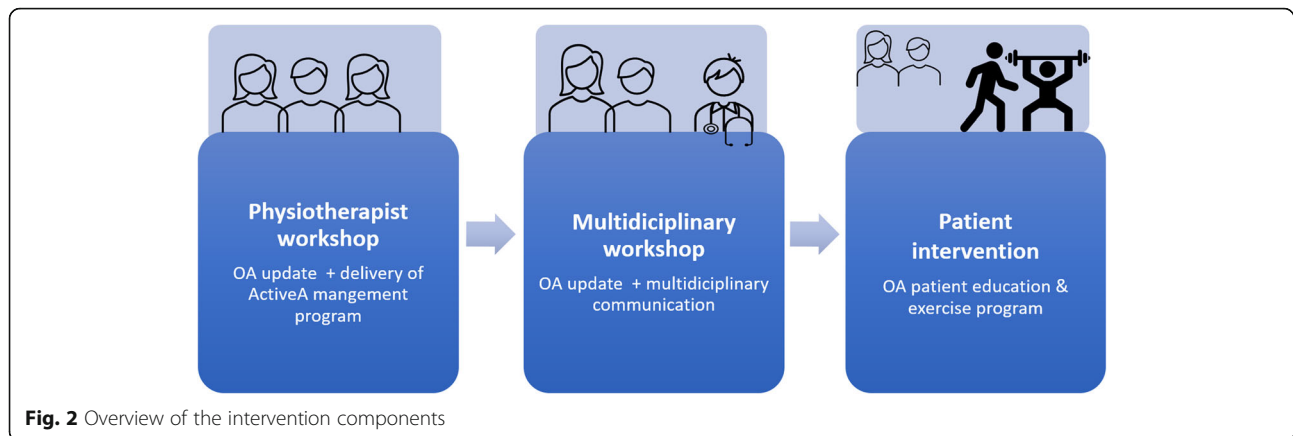 Physiotherapist
workshop
OA update + delivery of
ActiveA mangement
program
Multidiciplinary
workshop
OA update + multidiciplinary
communication
Patient
intervention
OA patient education &
exercise program
Fig. 2 Overview of the intervention components